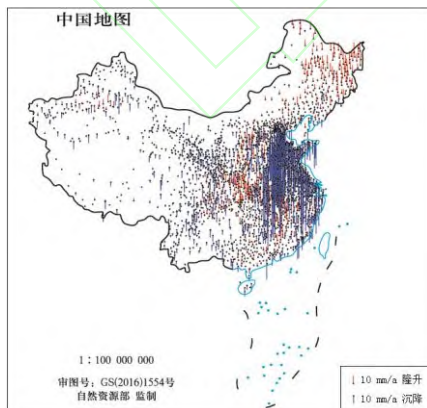 中国地图
1：100 000 000
审图号：GS(2016)1554号
自然资源部 监制
10 mm/a 隆升
10 mm/a 沉降